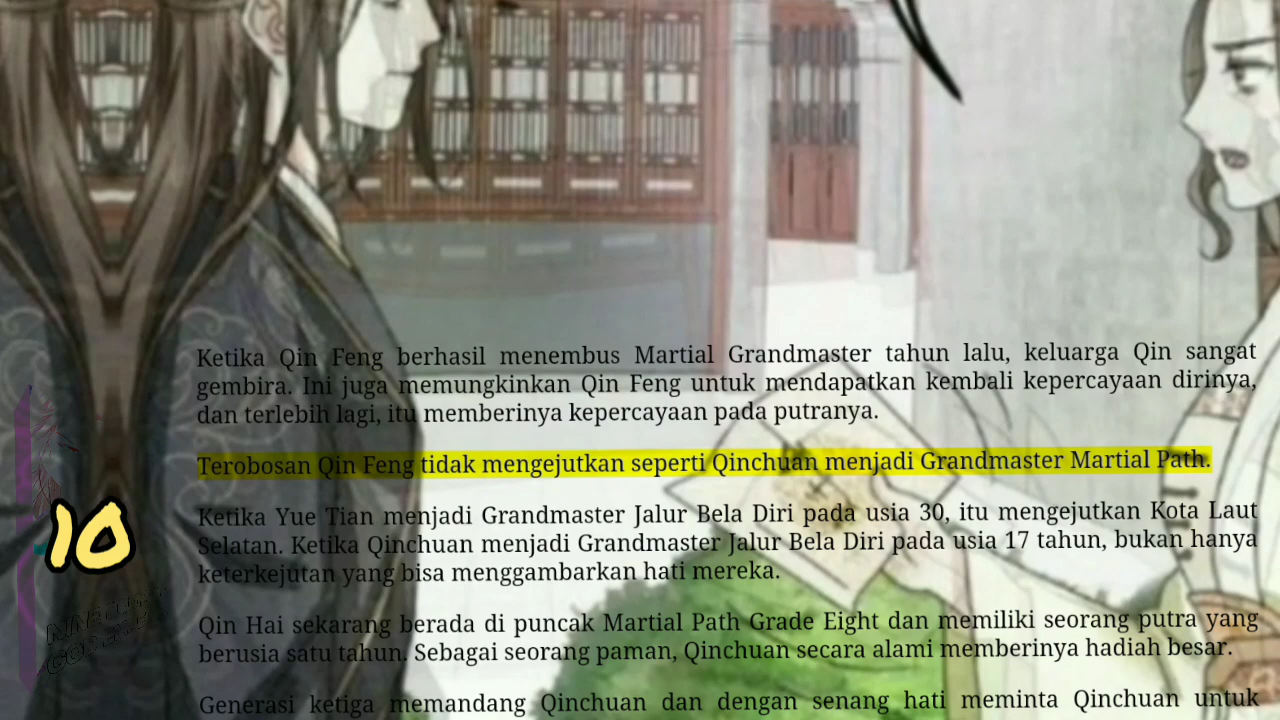 Ketika Qin Feng berhasil menembus Martial Grandmaster tahun lalu, keluarga Qin sangat
gembira. Ini juga memungkinkan Qin Feng untuk mendapatkan kembali kepercayaan dirinya,
dan terlebih lagi, itu memberinya kepercayaan pada putranya.
Terobosan Qin Feng tidak mengejutkan seperti Qinchuan menjadi Grandmaster Martial Path.
Ketika Yue Tian menjadi Grandmaster Jalur Bela Diri pada usia 30, itu mengejutkan Kota Laut
Selatan. Ketika Qinchuan menjadi Grandmaster Jalur Bela Diri pada usia 17 tahun, bukan hanya
keterkejutan yang bisa menggambarkan hati mereka.
10
Qin Hai sekarang berada di puncak Martial Path Grade Eight dan memiliki seorang putra yang
berusia satu tahun. Sebagai seorang paman, Qinchuan secara alami memberinya hadiah besar.
Generasi ketiga memandang Qinchuan dan dengan senang hati meminta Qinchuan untuk